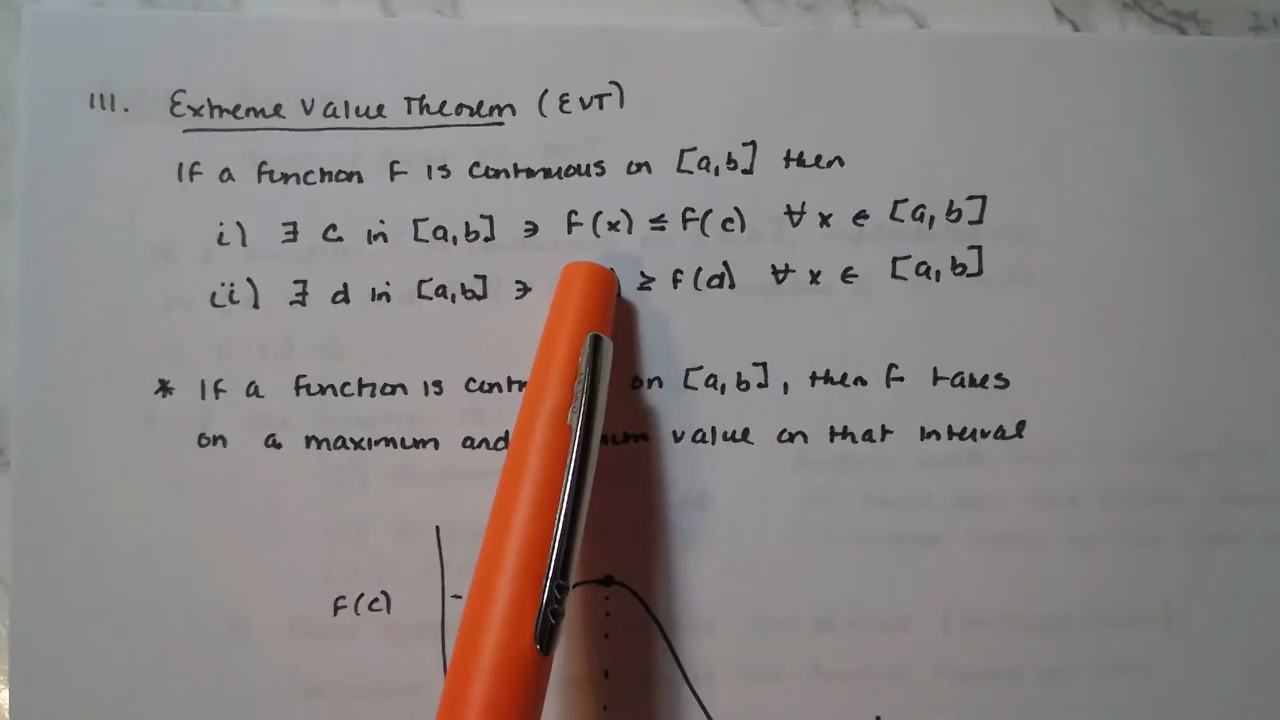 III. Extreme Value Theorem (EVT)
If a function f is continuous on [a,b] then
i) ∃ c in [a,b] ∋ f(x) ≤ f(c) ∀ x ∈ [a,b]
ii) ∃ d in [a,b] ∋ ≥ f(d) ∀ x ∈ [a,b]
* If a function is on [a,b], then f takes
on a maximum and value on that interval
f(c)